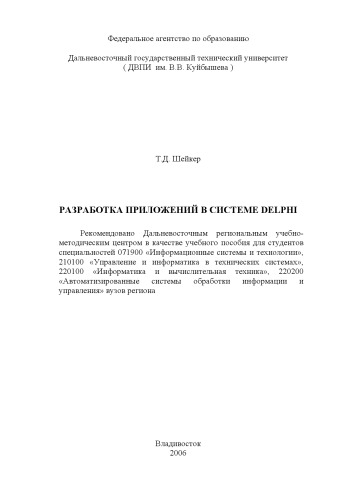 Федеральное агентство по образованию
Дальневосточный государственный технический университет
( ДВПИ им. В.В. Куйбышева )
Т.Д. Шейкер
РАЗРАБОТКА ПРИЛОЖЕНИЙ В СИСТЕМЕ DELPHI
Рекомендовано Дальневосточным региональным учебно-
методическим центром в качестве учебного пособия для студентов
специальностей 071900 «Информационные системы и технологии»,
210100 «Управление и информатика в технических системах»,
220100 «Информатика и вычислительная техника», 220200
«Автоматизированные системы обработки информации и
управления» вузов региона
Владивосток
2006